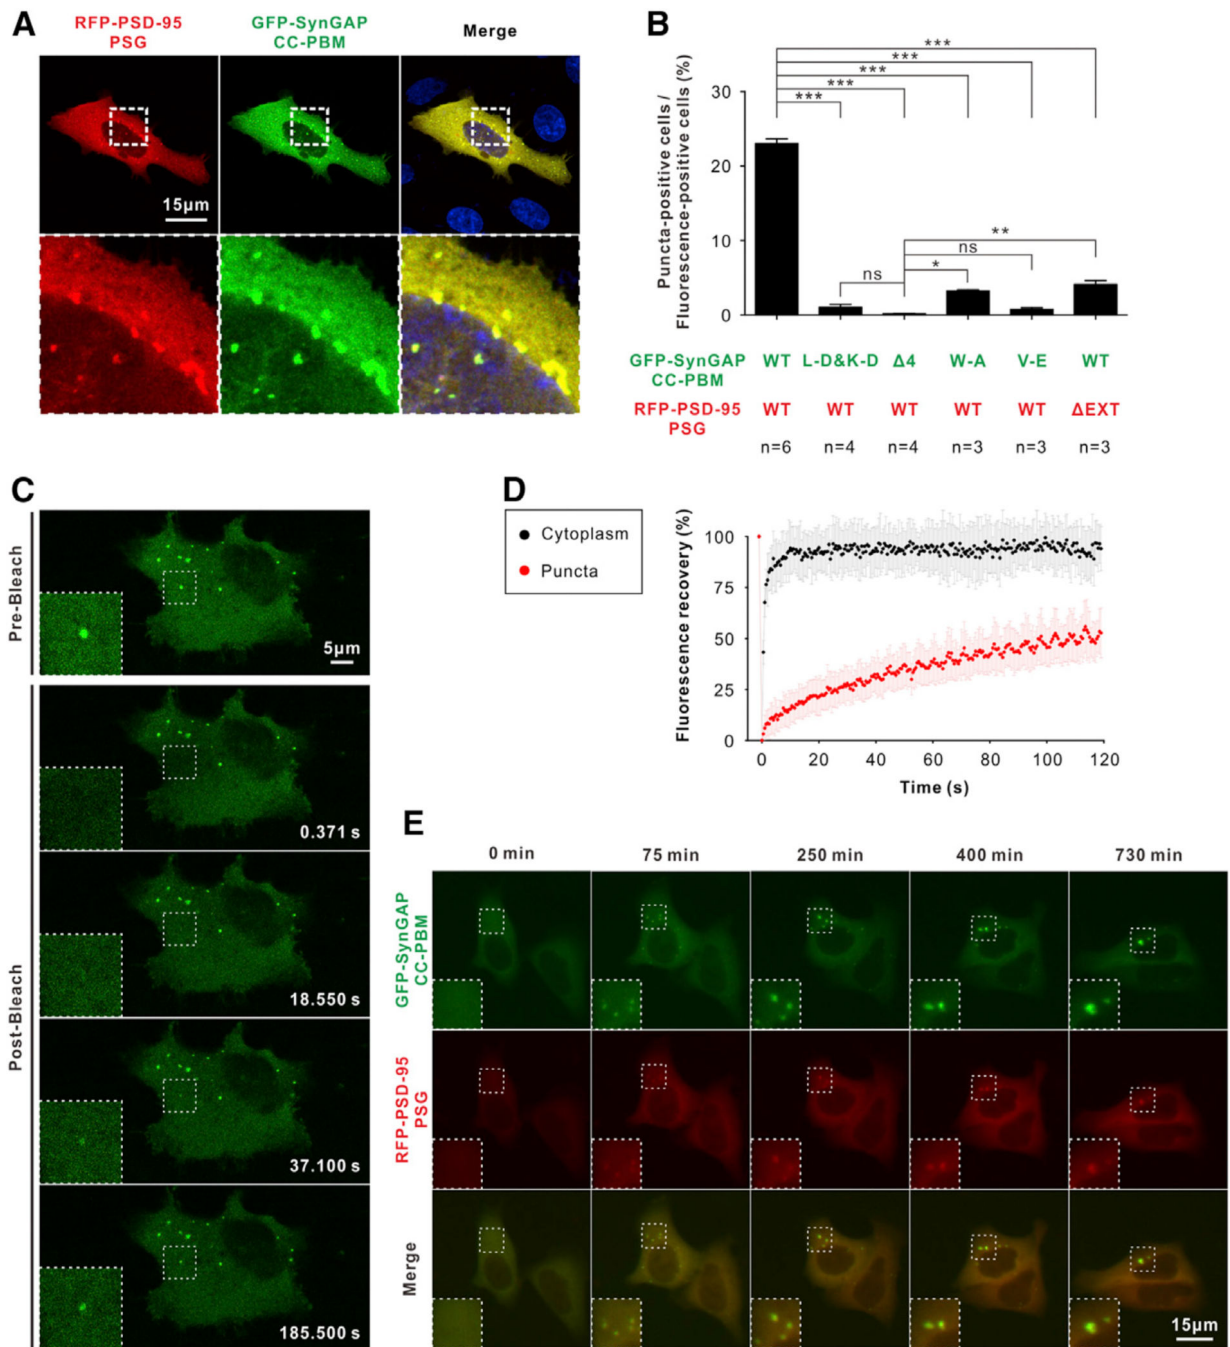 A
RFP-PSD-95
PSG
GFP-SynGAP
CC-PBM
Merge
15μm
B
Puncta-positive cells /
Fluorescence-positive cells (%)
30
20
10
0
***
***
***
***
**
ns
ns
*
GFP-SynGAP
CC-PBM
WT L-D&K-D Δ4 W-A V-E WT
RFP-PSD-95
PSG
WT WT WT WT WT ΔEXT
n=6 n=4 n=4 n=3 n=3 n=3
C
Pre-Bleach
5μm
Post-Bleach
0.371 s
18.550 s
37.100 s
185.500 s
D
Cytoplasm
Puncta
Fluorescence recovery (%)
100
75
50
25
0
0 20 40 60 80 100 120
Time (s)
E
0 min 75 min 250 min 400 min 730 min
GFP-SynGAP
CC-PBM
RFP-PSD-95
PSG
Merge
15μm